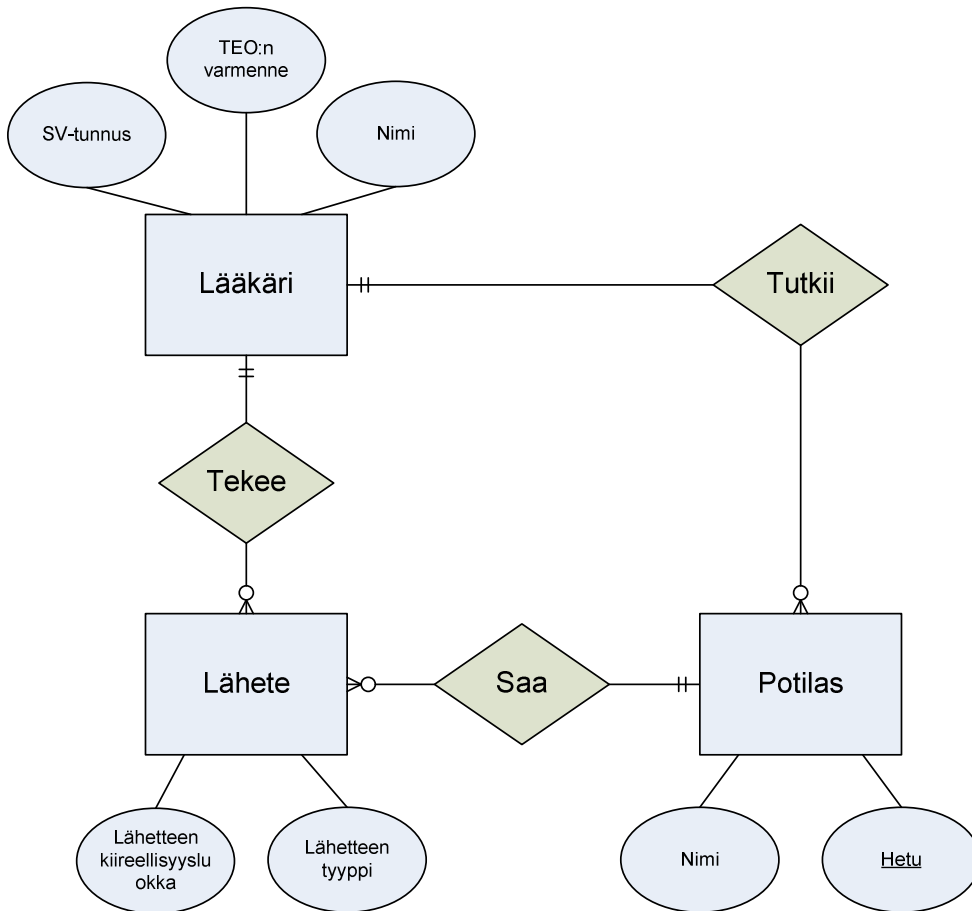 TEO:n
varmenne
SV-tunnus
Nimi
Lääkäri
Tutkii
Tekee
Lähete
Saa
Potilas
Lähetteen
kiireellisyyslu
okka
Lähetteen
tyyppi
Nimi
Hetu